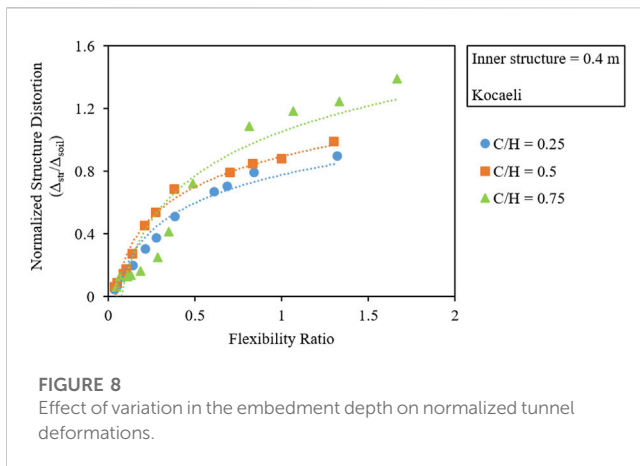 1.6
1.2
0.8
0.4
0
0
0.5
1
1.5
2
Normalized Structure Distortion
(Δstr/Δsoil)
Flexibility Ratio
Inner structure = 0.4 m
Kocaeli
C/H = 0.25
C/H = 0.5
C/H = 0.75
FIGURE 8
Effect of variation in the embedment depth on normalized tunnel
deformations.